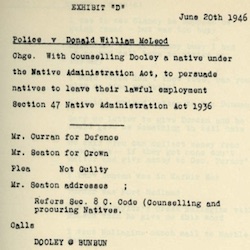 EXHIBIT "D"
June 20th 1946
Police v Donald William McLeod
Chge. With Counselling Dooley a native under
the Native Administration Act, to persuade
natives to leave their lawful employment
Section 47 Native Administration Act 1936
Mr. Curran for Defence
Mr. Seaton for Crown
Plea Not Guilty
Mr. Seaton addresses ;
Refers Sec. 8 C. Code (Counselling and
procuring Natives.
Calls
DOOLEY @ BUNBUN